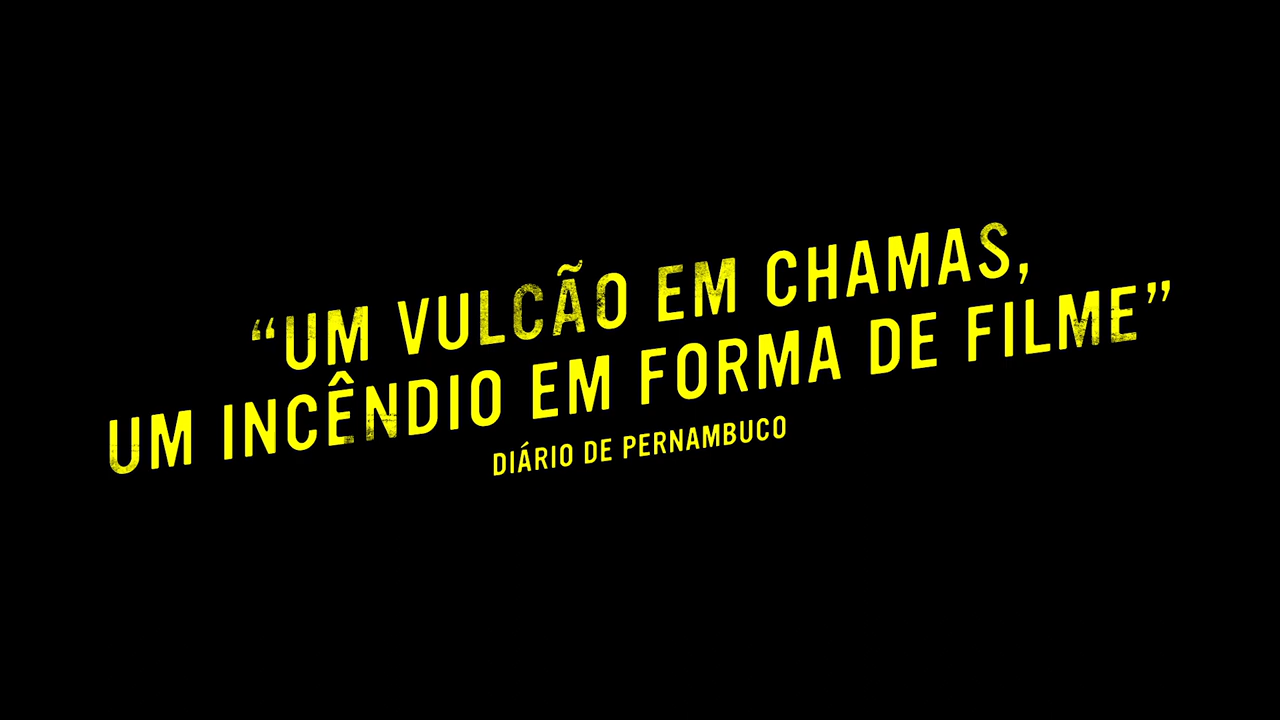 “UM VULCÃO EM CHAMAS,
UM INCÊNDIO EM FORMA DE FILME”
DIÁRIO DE PERNAMBUCO